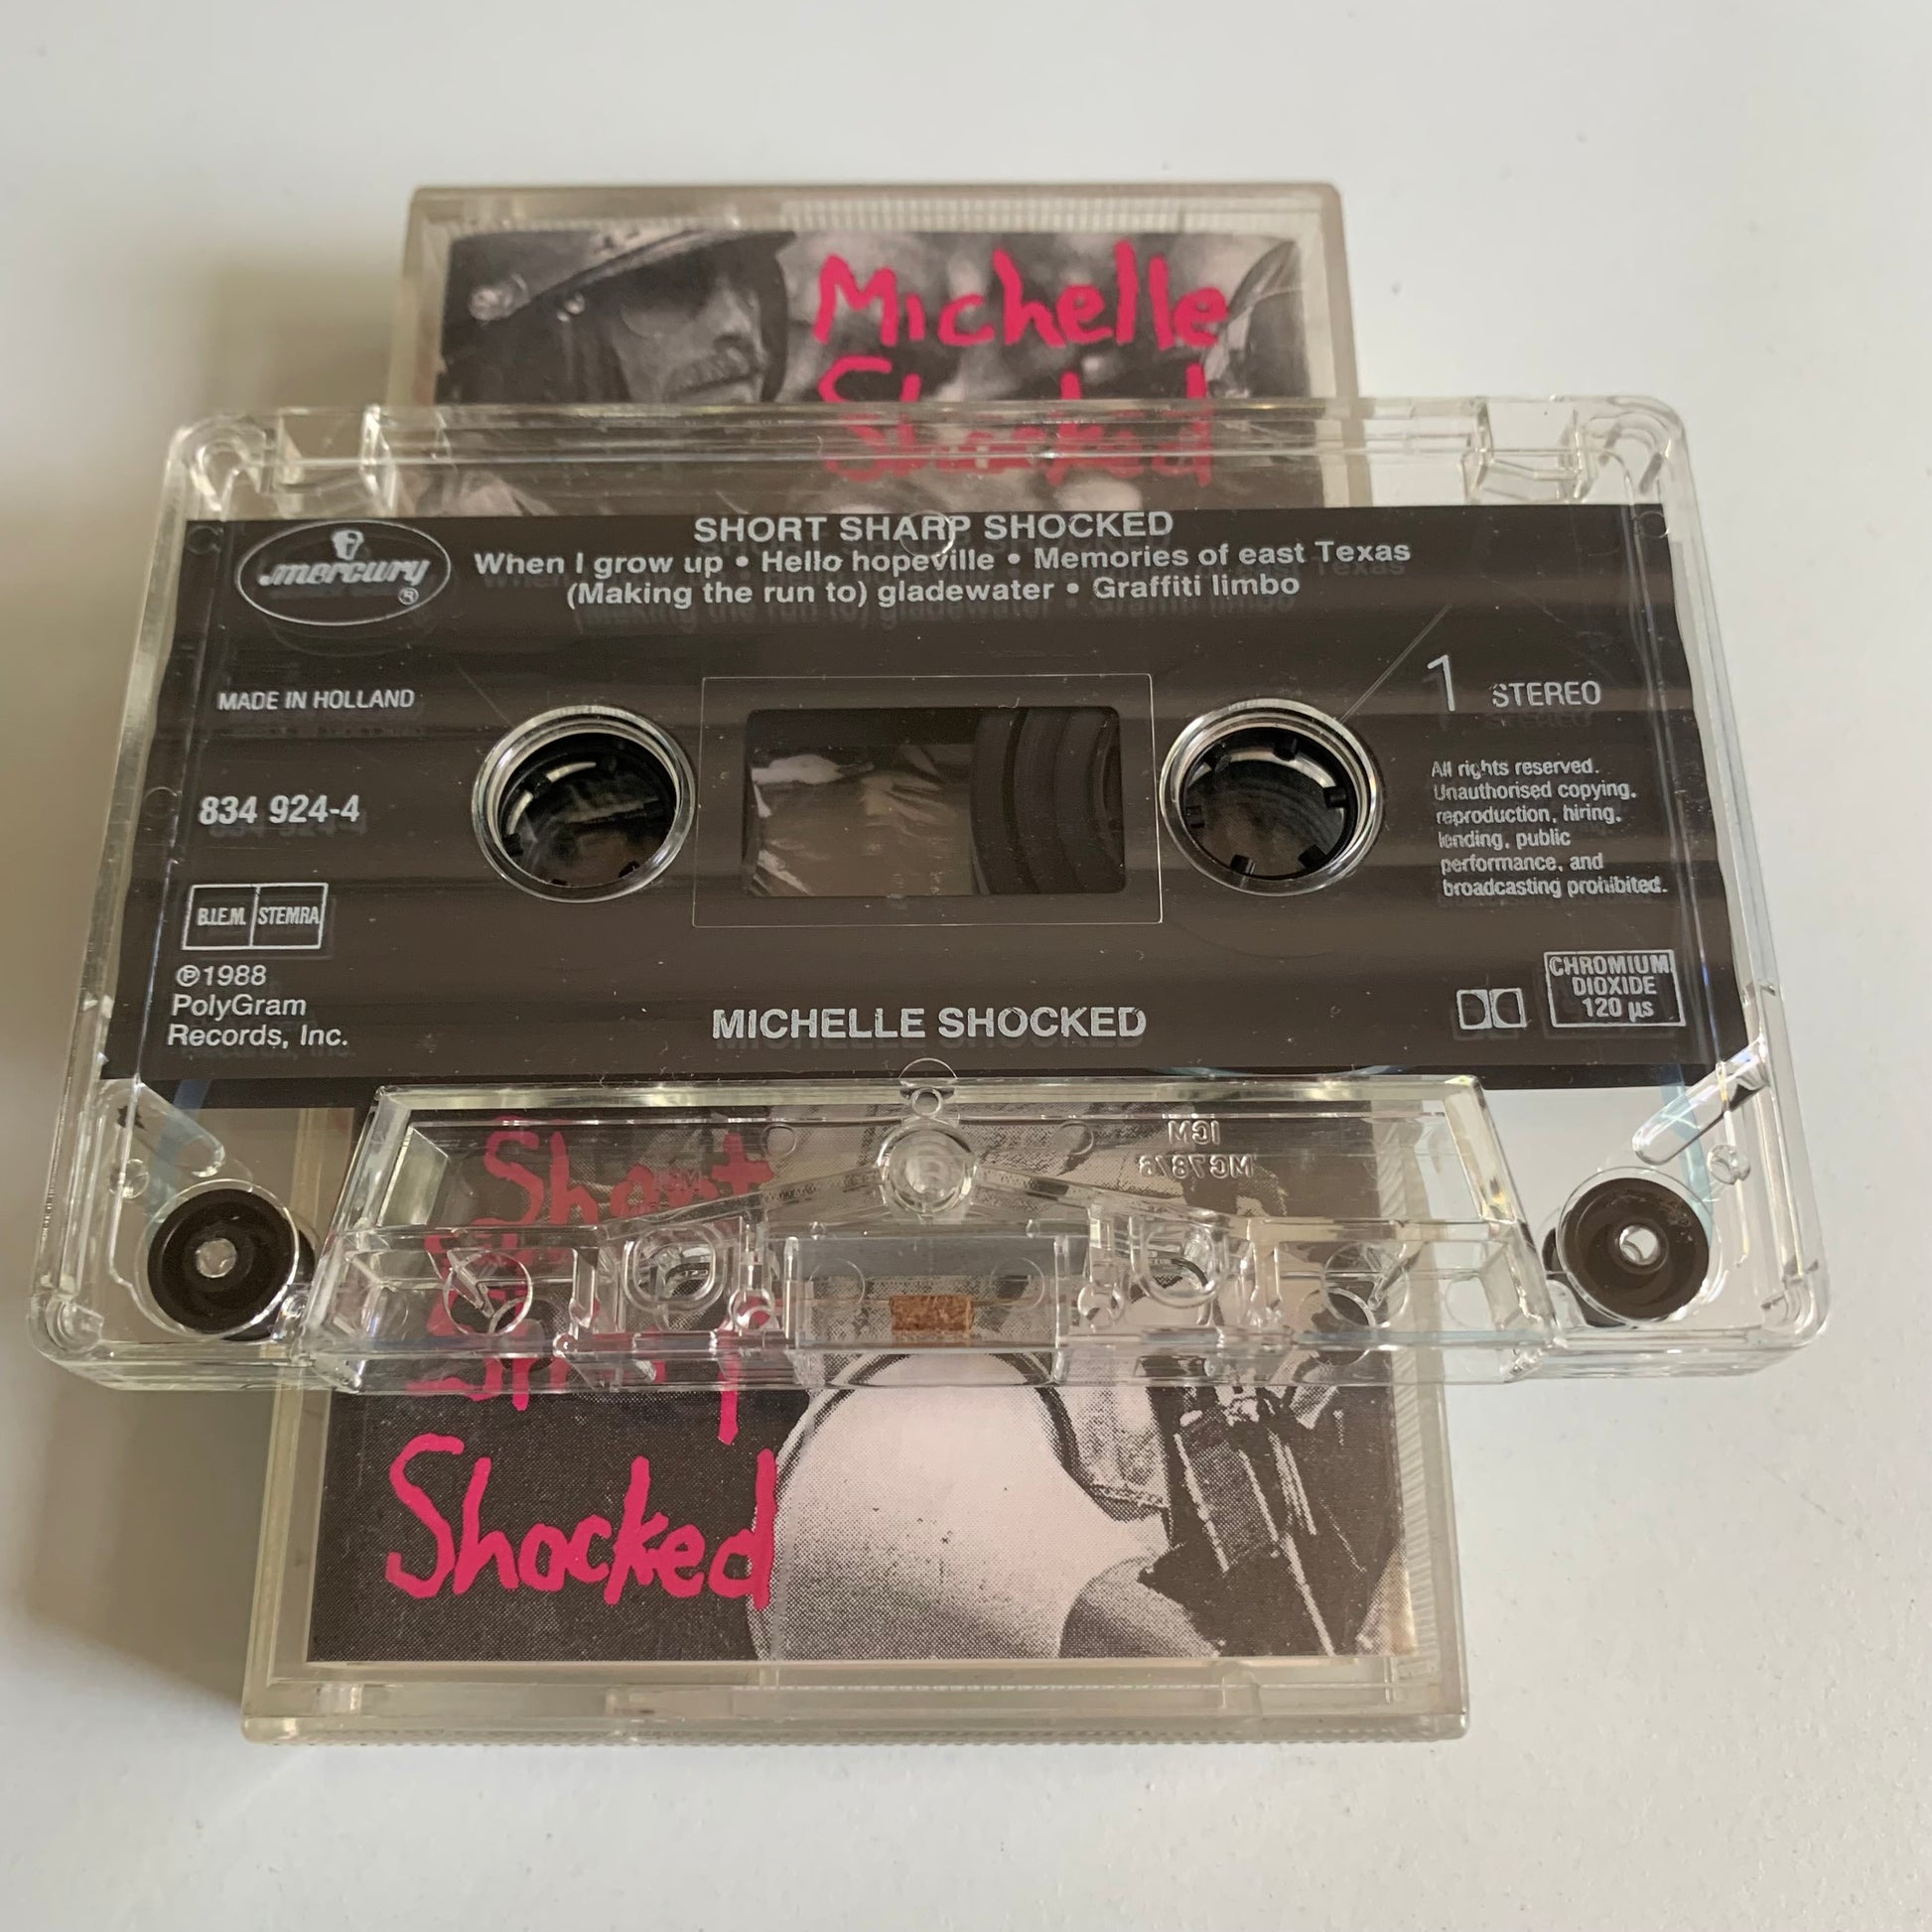 Michelle
Shocked
SHORT SHARP SHOCKED
mercury ®
When I grow up • Hello hopeville • Memories of east Texas
(Making the run to) gladewater • Graffiti limbo
MADE IN HOLLAND
1 STEREO
834 924-4
All rights reserved.
Unauthorised copying,
reproduction, hiring,
lending, public
performance, and
broadcasting prohibited.
B.I.E.M. STEMRA
℗1988
PolyGram
Records, Inc.
MICHELLE SHOCKED
CHROMIUM
DIOXIDE
120 µs
Short
Shocked